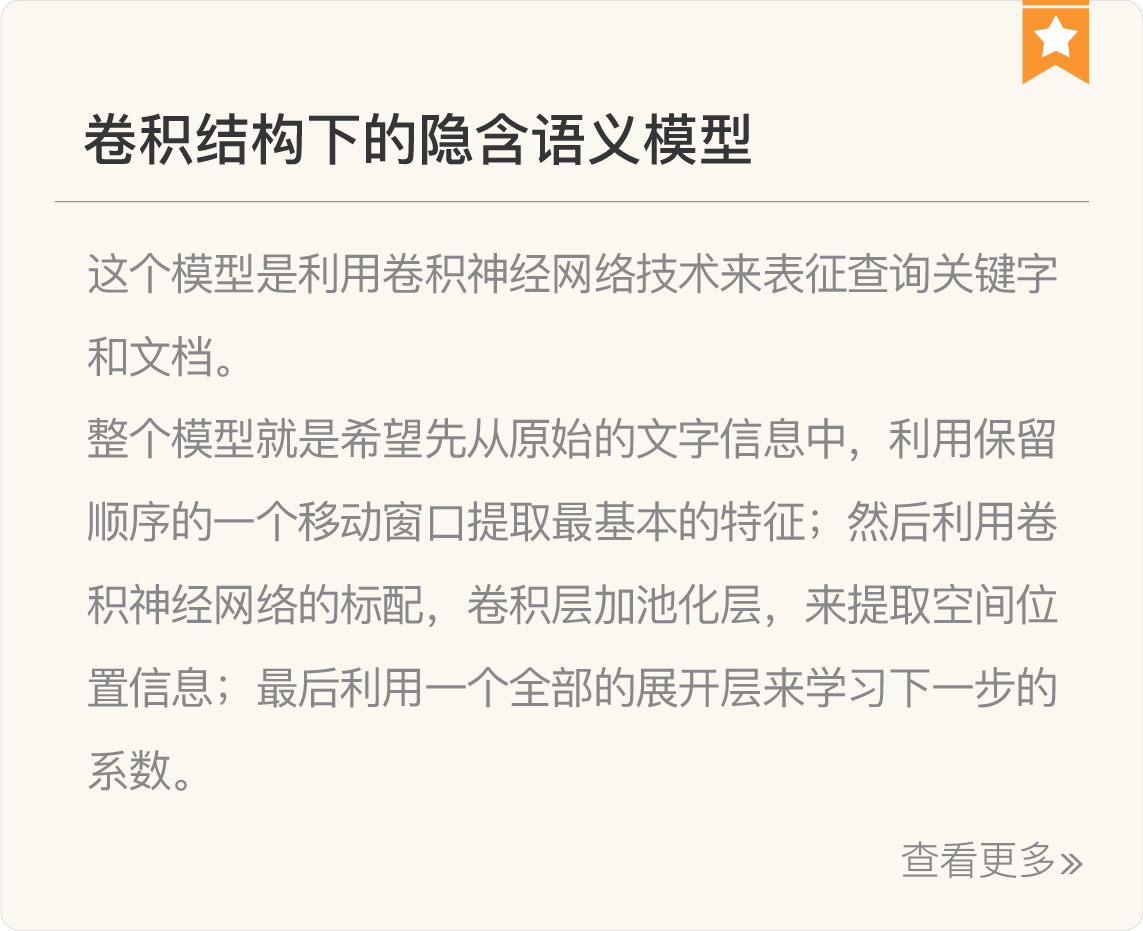 卷积结构下的隐含语义模型
这个模型是利用卷积神经网络技术来表征查询关键字
和文档。
整个模型就是希望先从原始的文字信息中，利用保留
顺序的一个移动窗口提取最基本的特征；然后利用卷
积神经网络的标配，卷积层加池化层，来提取空间位
置信息；最后利用一个全部的展开层来学习下一步的
系数。
查看更多»